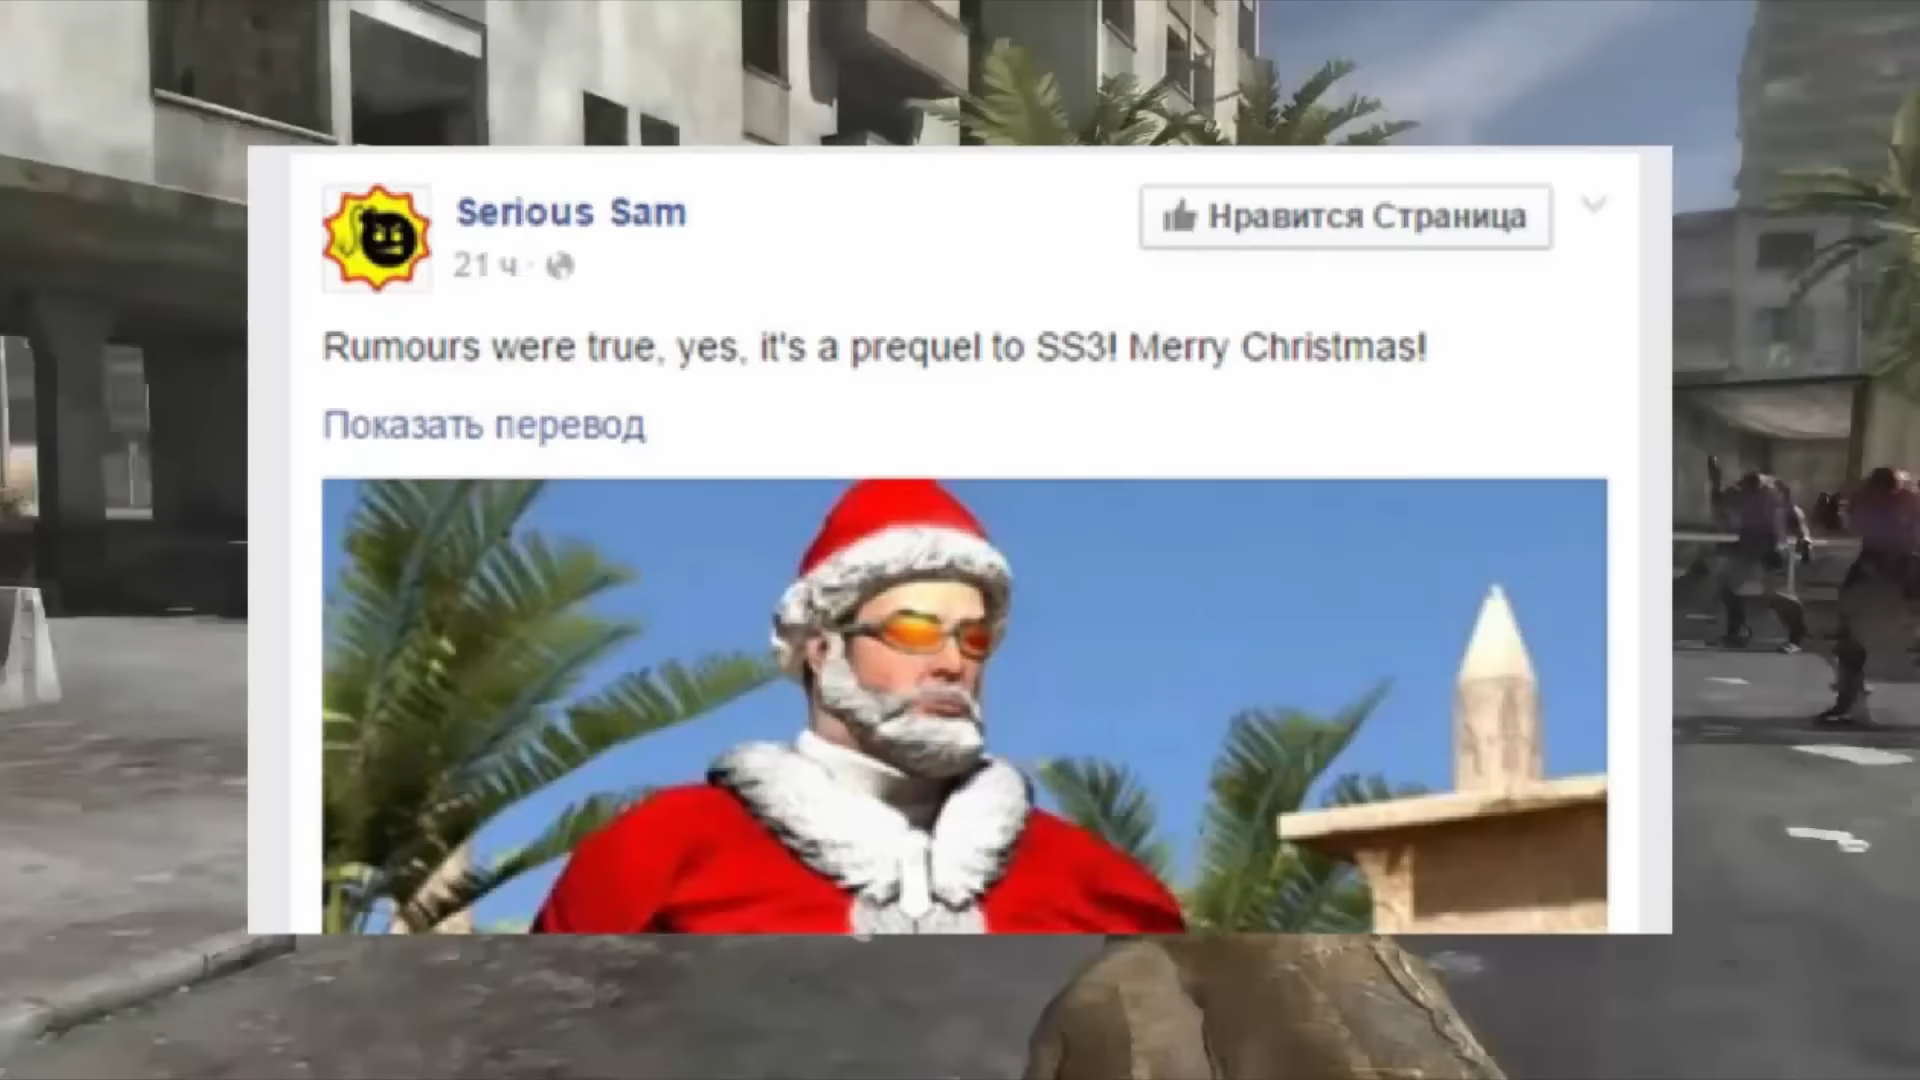 Serious Sam
Нравится Страница
21 ч ·
Rumours were true, yes, it's a prequel to SS3! Merry Christmas!
Показать перевод